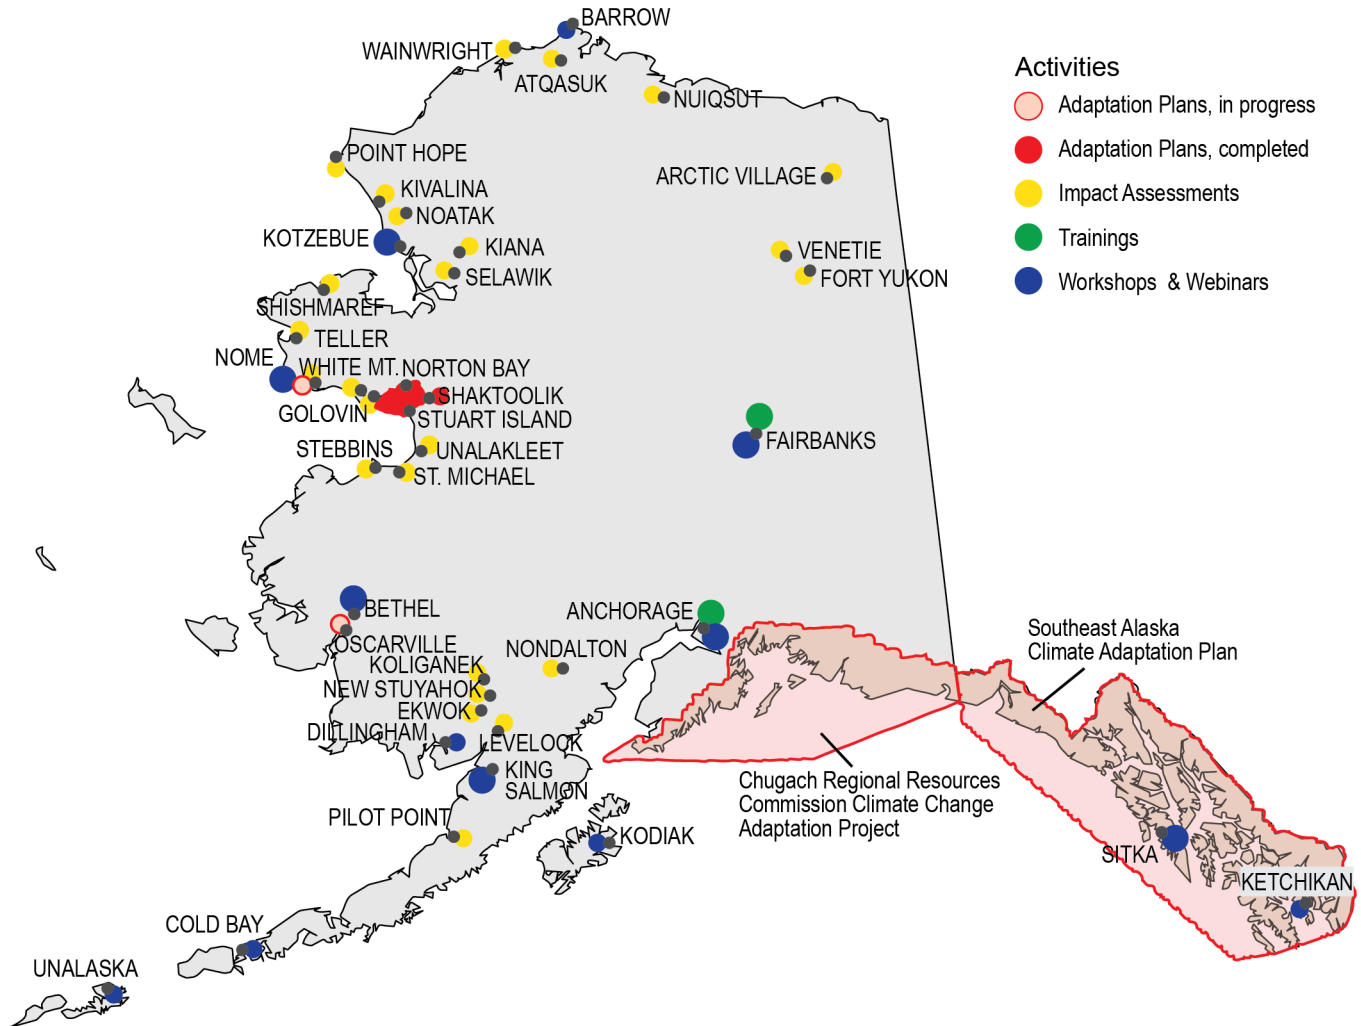 BARROW
WAINWRIGHT
ATQASUK
NUIQSUT
Activities
Adaptation Plans, in progress
Adaptation Plans, completed
Impact Assessments
Trainings
Workshops & Webinars
POINT HOPE
ARCTIC VILLAGE
KIVALINA
NOATAK
KOTZEBUE
KIANA
SELAWIK
VENETIE
FORT YUKON
SHISHMAREF
TELLER
NOME
WHITE MT.
NORTON BAY
SHAKTOOLIK
GOLOVIN
STUART ISLAND
STEBBINS
UNALAKLEET
ST. MICHAEL
FAIRBANKS
BETHEL
ANCHORAGE
OSCARVILLE
NONDALTON
KOLIGANEK
NEW STUYAHOK
EKWOK
DILLINGHAM
LEVELOCK
KING
SALMON
Southeast Alaska
Climate Adaptation Plan
Chugach Regional Resources
Commission Climate Change
Adaptation Project
PILOT POINT
KODIAK
SITKA
KETCHIKAN
COLD BAY
UNALASKA